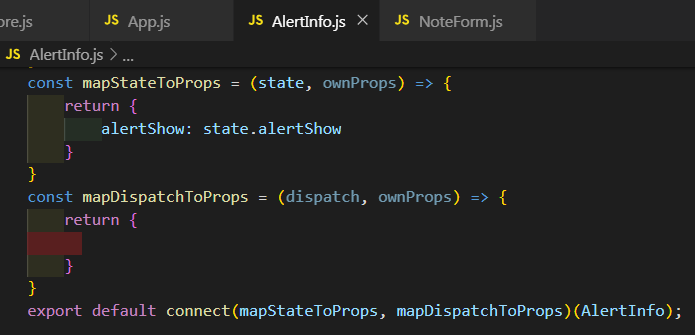 ore.js JS App.js JS AlertInfo.js × JS NoteForm.js
JS AlertInfo.js > ...
const mapStateToProps = (state, ownProps) => {
return {
alertShow: state.alertShow
}
}
const mapDispatchToProps = (dispatch, ownProps) => {
return {
}
}
export default connect(mapStateToProps, mapDispatchToProps)(AlertInfo);